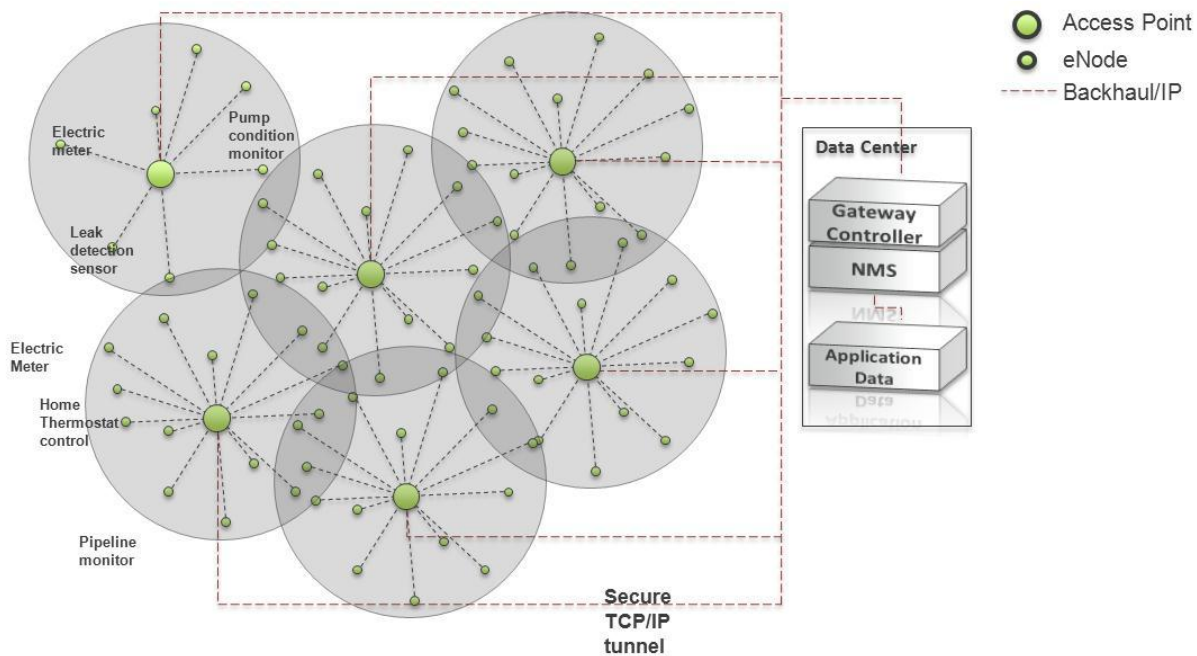 Access Point
eNode
Backhaul/IP
Electric
meter
Pump
condition
monitor
Leak
detection
sensor
Data Center
Gateway
Controller
NMS
Application
Data
Electric
Meter
Home
Thermostat
control
Pipeline
monitor
Secure
TCP/IP
tunnel